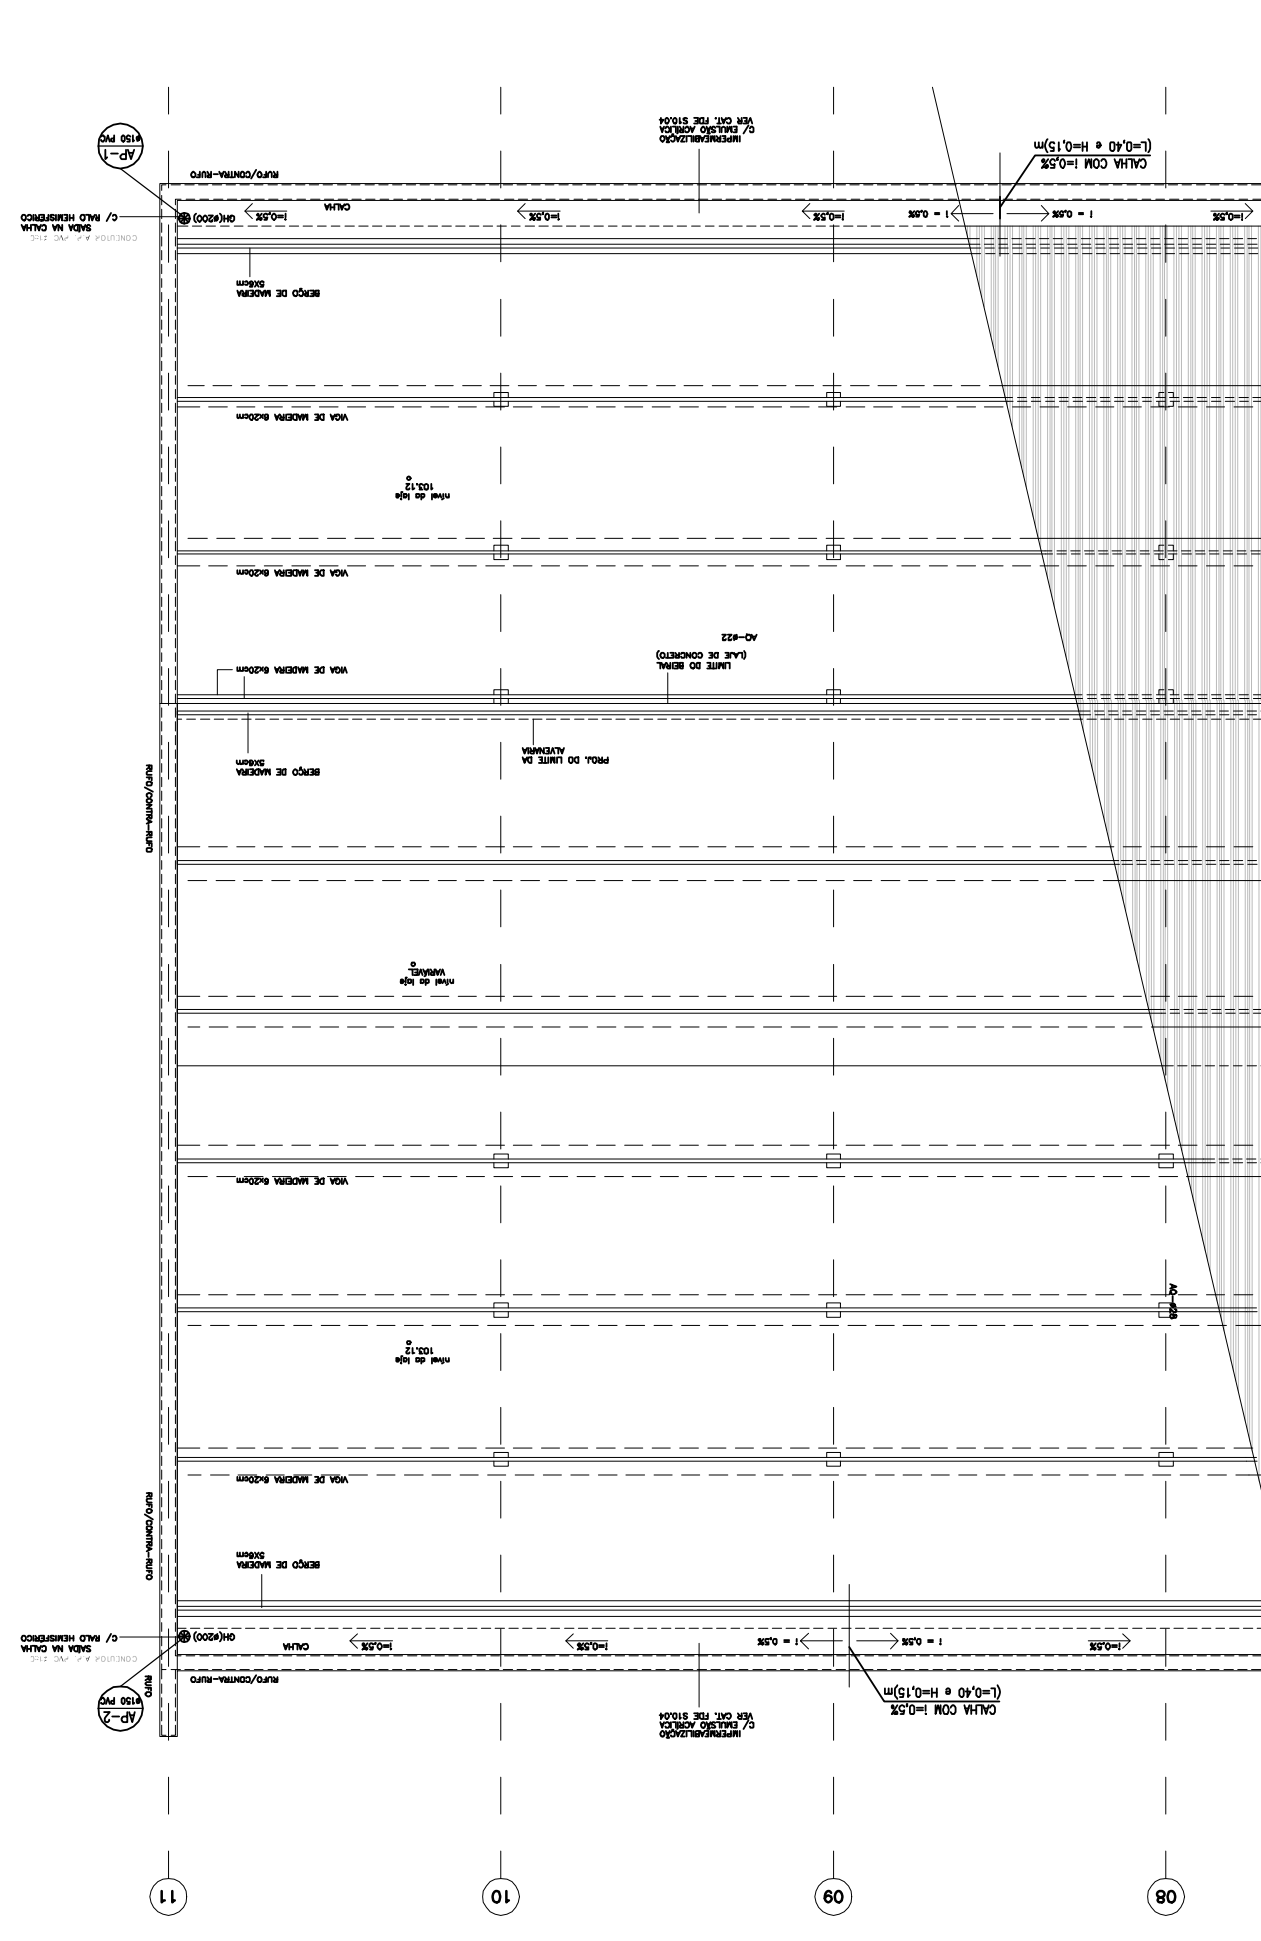 CALHA COM i=0,5%
(L=0,40 e H=0,15)m
IMPERMEABILIZAÇÃO
C/ EMULSÃO ACRÍLICA
VER CAT. FDE S10.04
AP-1
ø150 PVC
RUFO/CONTRA-RUFO
SAÍDA NA CALHA
C/ RALO HEMISFÉRICO
GH(ø200)
i=0,5%
CALHA
i=0,5%
i=0,5%
i = 0,5%
i = 0,5%
i=0,5%
BERÇO DE MADEIRA
5X6cm
VIGA DE MADEIRA 6x20cm
nível da laje
103.12
VIGA DE MADEIRA 6x20cm
AQ-ø22
LIMITE DO BEIRAL
(LAJE DE CONCRETO)
VIGA DE MADEIRA 6x20cm
PROJ. DO LIMITE DA
ALVENARIA
BERÇO DE MADEIRA
5X6cm
RUFO/CONTRA-RUFO
nível da laje
VARIÁVEL
VIGA DE MADEIRA 6x20cm
AQ-ø28
nível da laje
103.12
VIGA DE MADEIRA 6x20cm
RUFO/CONTRA-RUFO
BERÇO DE MADEIRA
5X6cm
SAÍDA NA CALHA
C/ RALO HEMISFÉRICO
GH(ø200)
CALHA
i=0,5%
i=0,5%
i = 0,5%
i = 0,5%
i=0,5%
RUFO
RUFO/CONTRA-RUFO
AP-2
ø150 PVC
CALHA COM i=0,5%
(L=0,40 e H=0,15)m
IMPERMEABILIZAÇÃO
C/ EMULSÃO ACRÍLICA
VER CAT. FDE S10.04
11
10
09
08